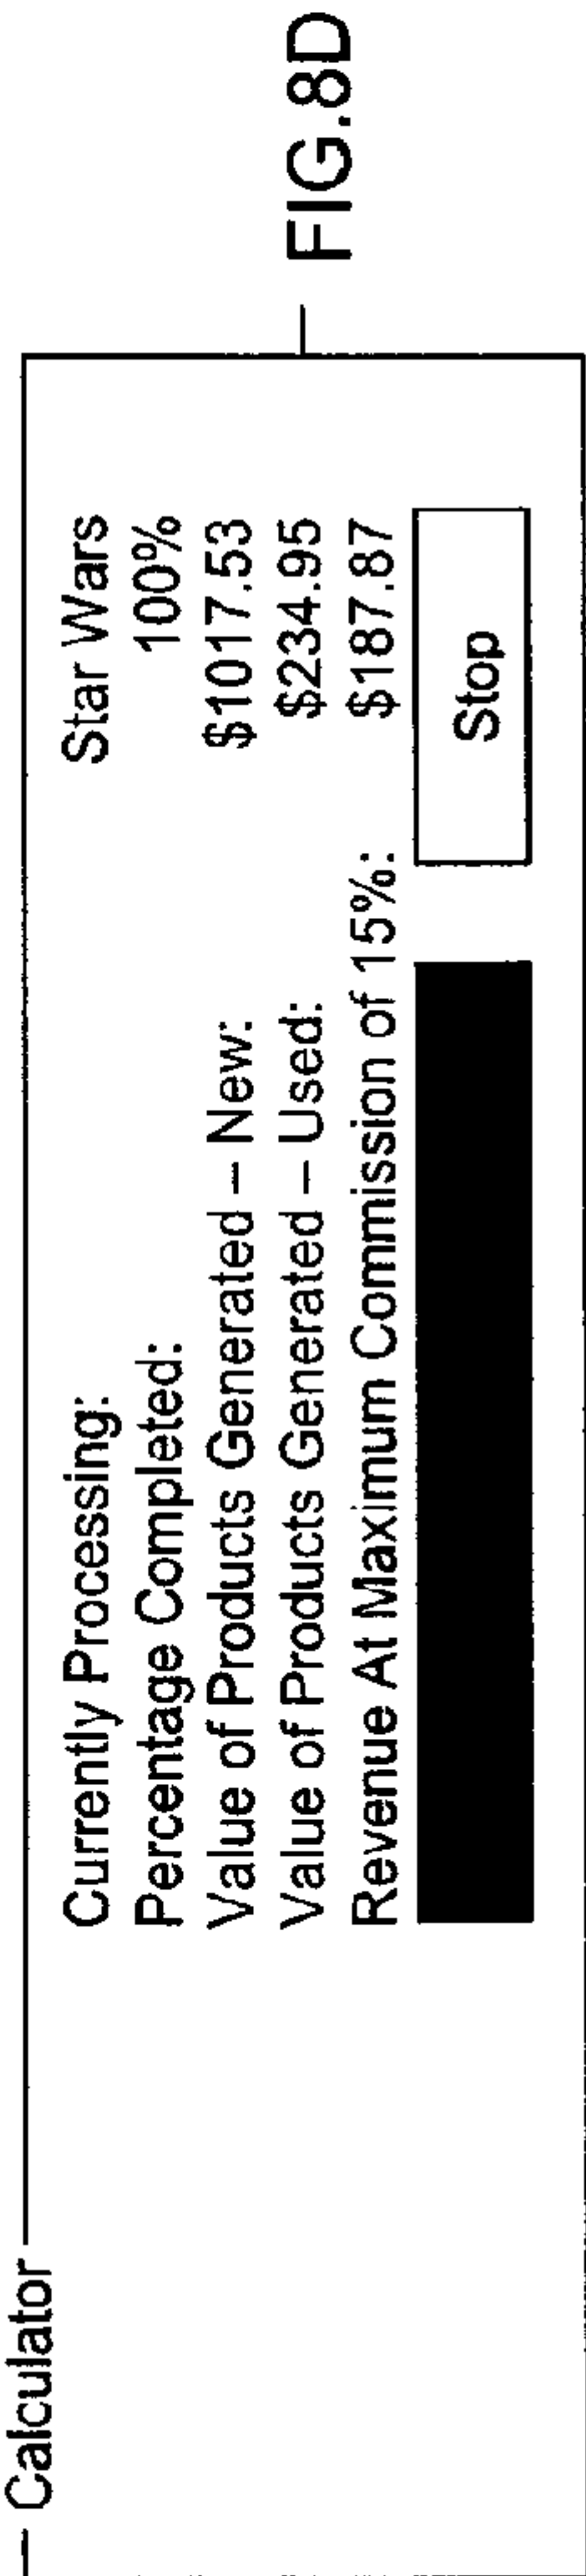 Calculator
Currently Processing: Star Wars
Percentage Completed: 100%
Value of Products Generated – New: $1017.53
Value of Products Generated – Used: $234.95
Revenue At Maximum Commission of 15%: $187.87
Stop
FIG.8D